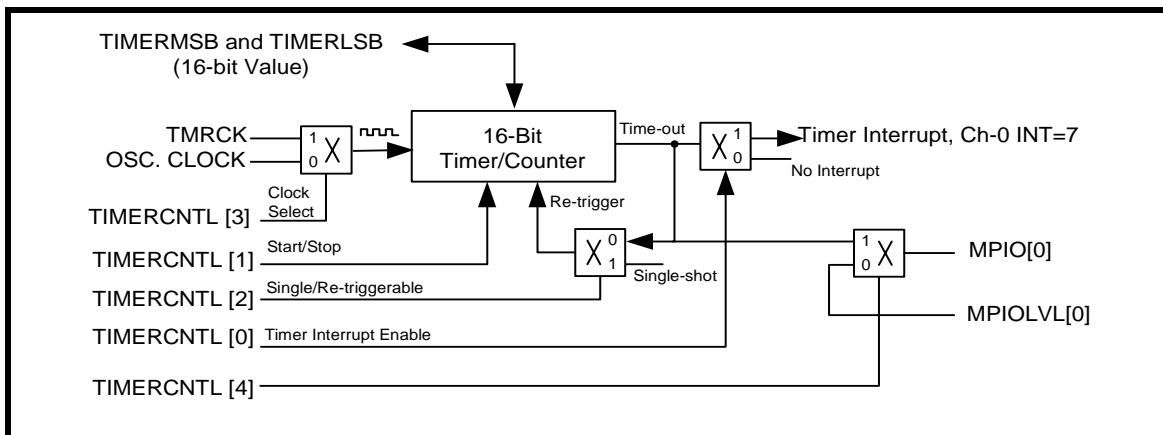 TIMERMSB and TIMERLSB
(16-bit Value)
TMRCK
OSC. CLOCK
1
0
X
Clock
Select
TIMERCNTL [3]
16-Bit
Timer/Counter
Time-out
X
1
0
Timer Interrupt, Ch-0 INT=7
No Interrupt
Re-trigger
TIMERCNTL [1]
Start/Stop
X
0
1
Single-shot
TIMERCNTL [2]
Single/Re-triggerable
1
0
X
MPIO[0]
MPIOLVL[0]
TIMERCNTL [0]
Timer Interrupt Enable
TIMERCNTL [4]